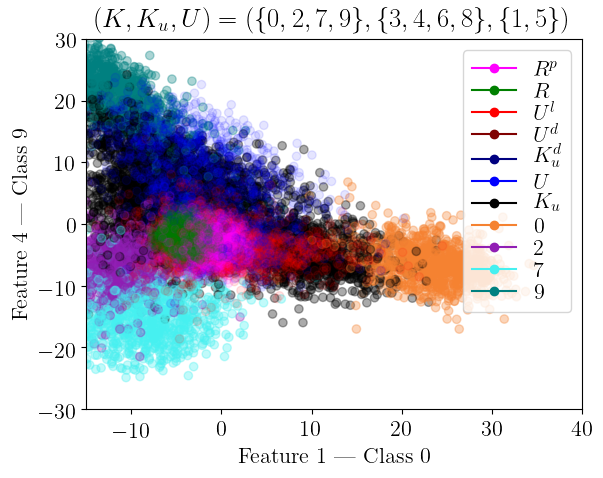 (K, K_u, U) = ({0, 2, 7, 9}, {3, 4, 6, 8}, {1, 5})
30
20
10
0
−10
−20
−30
Feature 4 — Class 9
R^p
R
U^l
U^d
K_u^d
U
K_u
0
2
7
9
−10
0
10
20
30
40
Feature 1 — Class 0